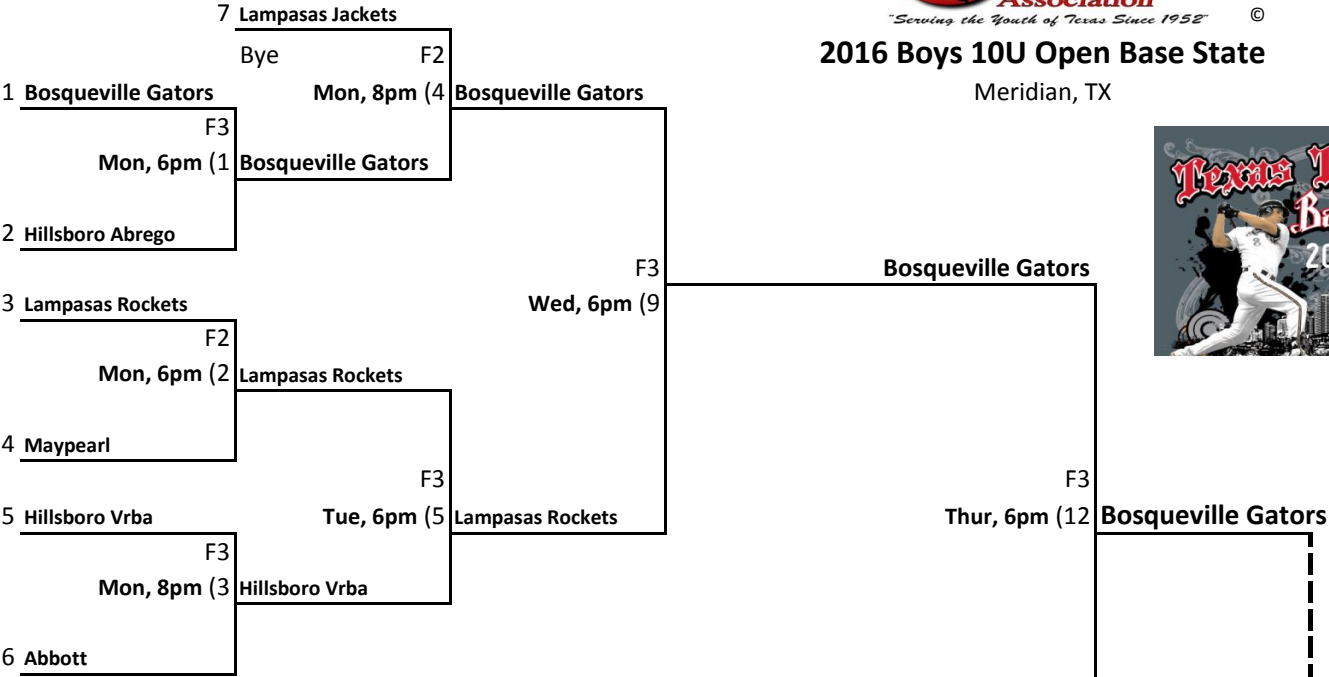 Association
"Serving the Youth of Texas Since 1952" ©
2016 Boys 10U Open Base State
Meridian, TX
7 Lampasas Jackets
Bye F2
1 Bosqueville Gators Mon, 8pm (4 Bosqueville Gators
F3
Mon, 6pm (1 Bosqueville Gators
2 Hillsboro Abrego
F3 Bosqueville Gators
3 Lampasas Rockets Wed, 6pm (9
F2
Mon, 6pm (2 Lampasas Rockets
4 Maypearl
F3 F3
5 Hillsboro Vrba Tue, 6pm (5 Lampasas Rockets Thur, 6pm (12 Bosqueville Gators
F3
Mon, 8pm (3 Hillsboro Vrba
6 Abbott
Texas